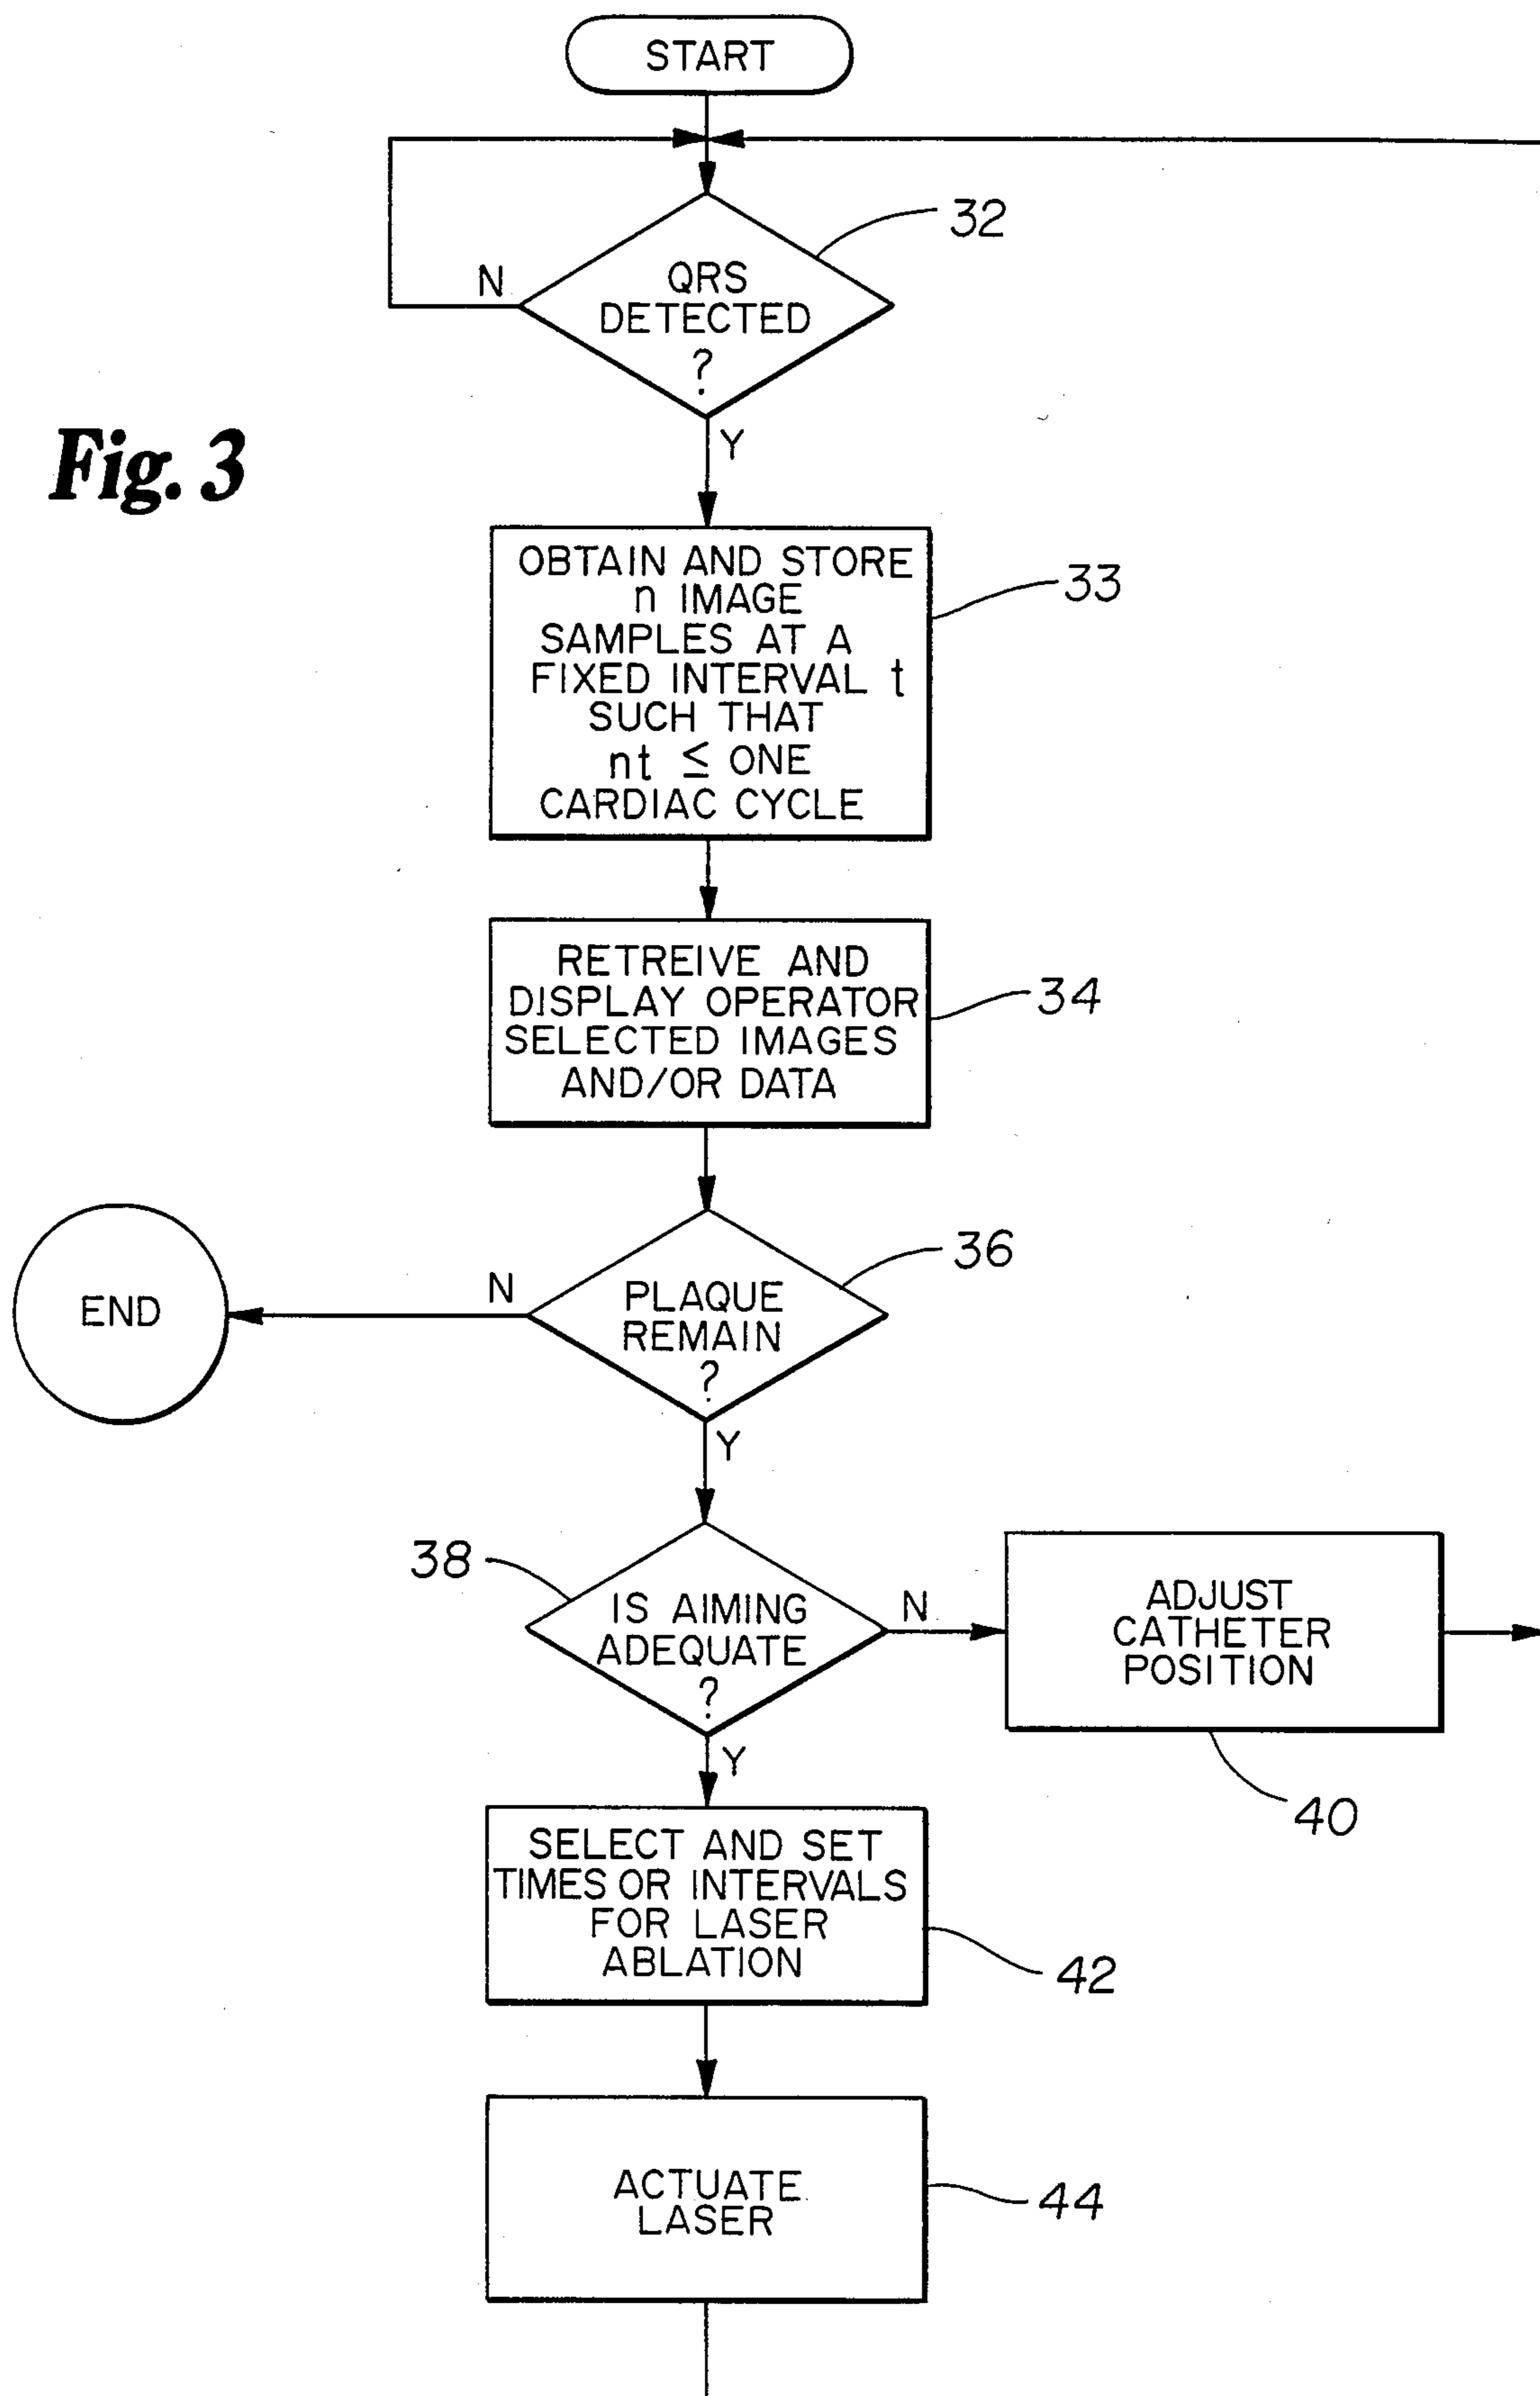 START
32
QRS
DETECTED
?
N
Y
Fig. 3
OBTAIN AND STORE
n IMAGE
SAMPLES AT A
FIXED INTERVAL t
SUCH THAT
nt ≤ ONE
CARDIAC CYCLE
33
RETREIVE AND
DISPLAY OPERATOR
SELECTED IMAGES
AND/OR DATA
34
36
PLAQUE
REMAIN
?
N
END
Y
38
IS AIMING
ADEQUATE
?
N
ADJUST
CATHETER
POSITION
40
Y
SELECT AND SET
TIMES OR INTERVALS
FOR LASER
ABLATION
42
ACTUATE
LASER
44